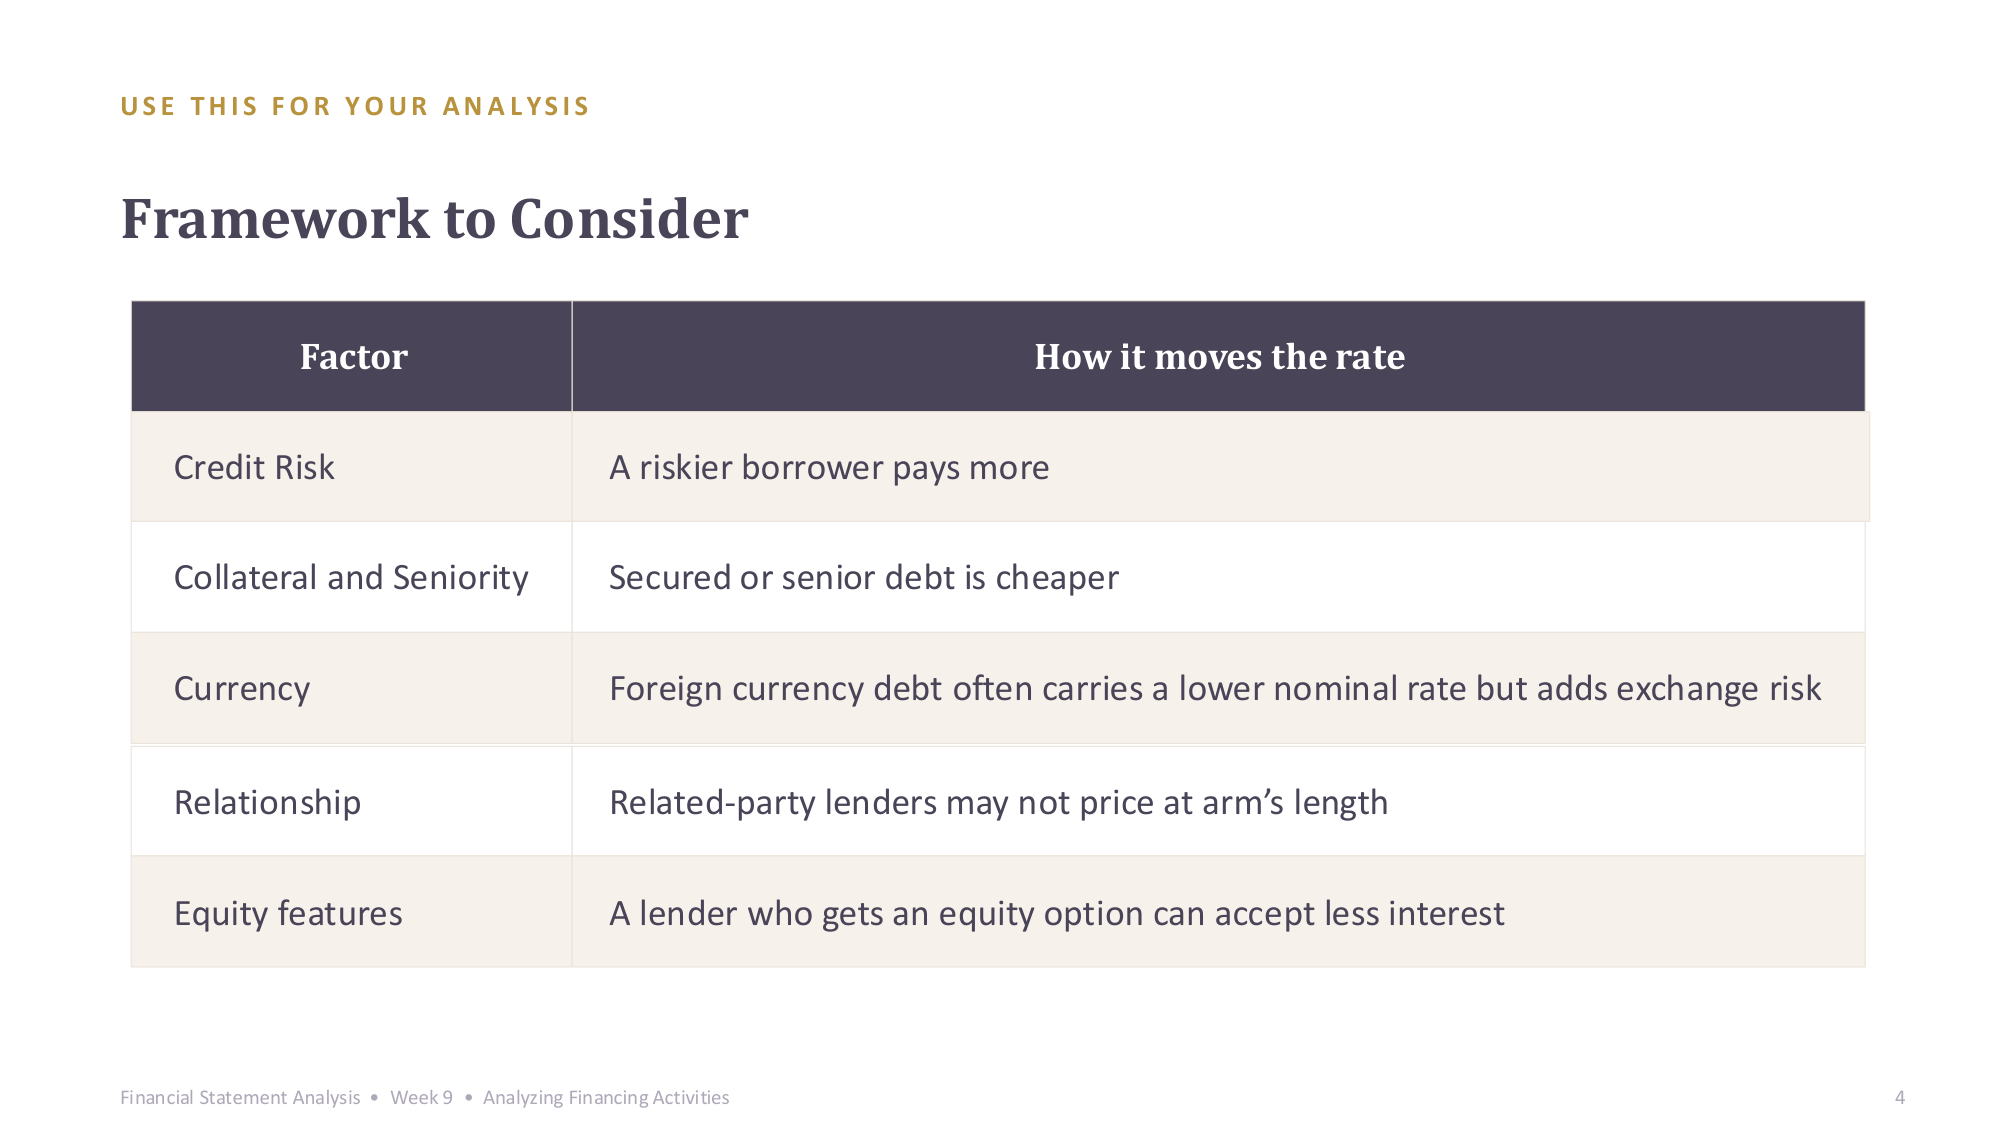 USE THIS FOR YOUR ANALYSIS
Framework to Consider
Factor How it moves the rate
Credit Risk A riskier borrower pays more
Collateral and Seniority Secured or senior debt is cheaper
Currency Foreign currency debt often carries a lower nominal rate but adds exchange risk
Relationship Related-party lenders may not price at arm’s length
Equity features A lender who gets an equity option can accept less interest
Financial Statement Analysis • Week 9 • Analyzing Financing Activities 4